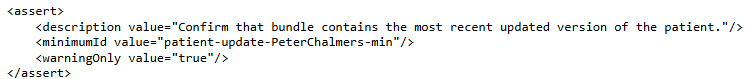 <assert>
    <description value="Confirm that bundle contains the most recent updated version of the patient."/>
    <minimumId value="patient-update-PeterChalmers-min"/>
    <warningOnly value="true"/>
</assert>